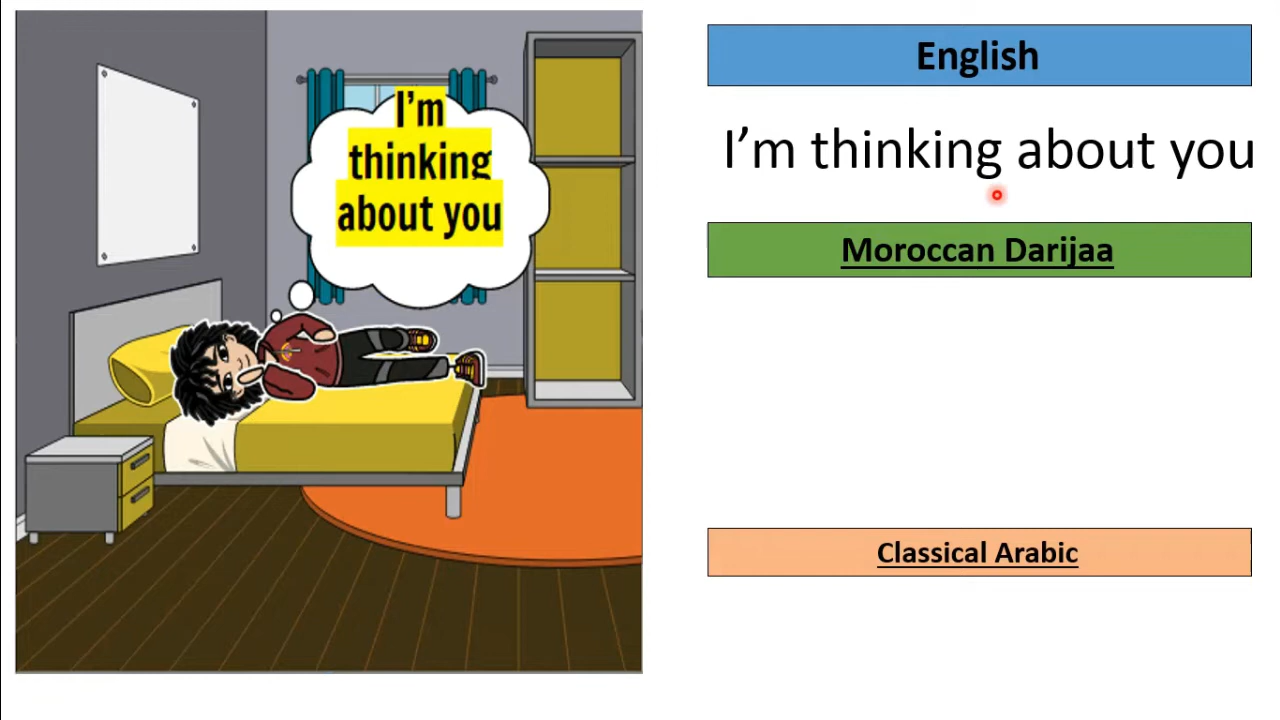 I'm
thinking
about you
English
I'm thinking about you
Moroccan Darijaa
Classical Arabic